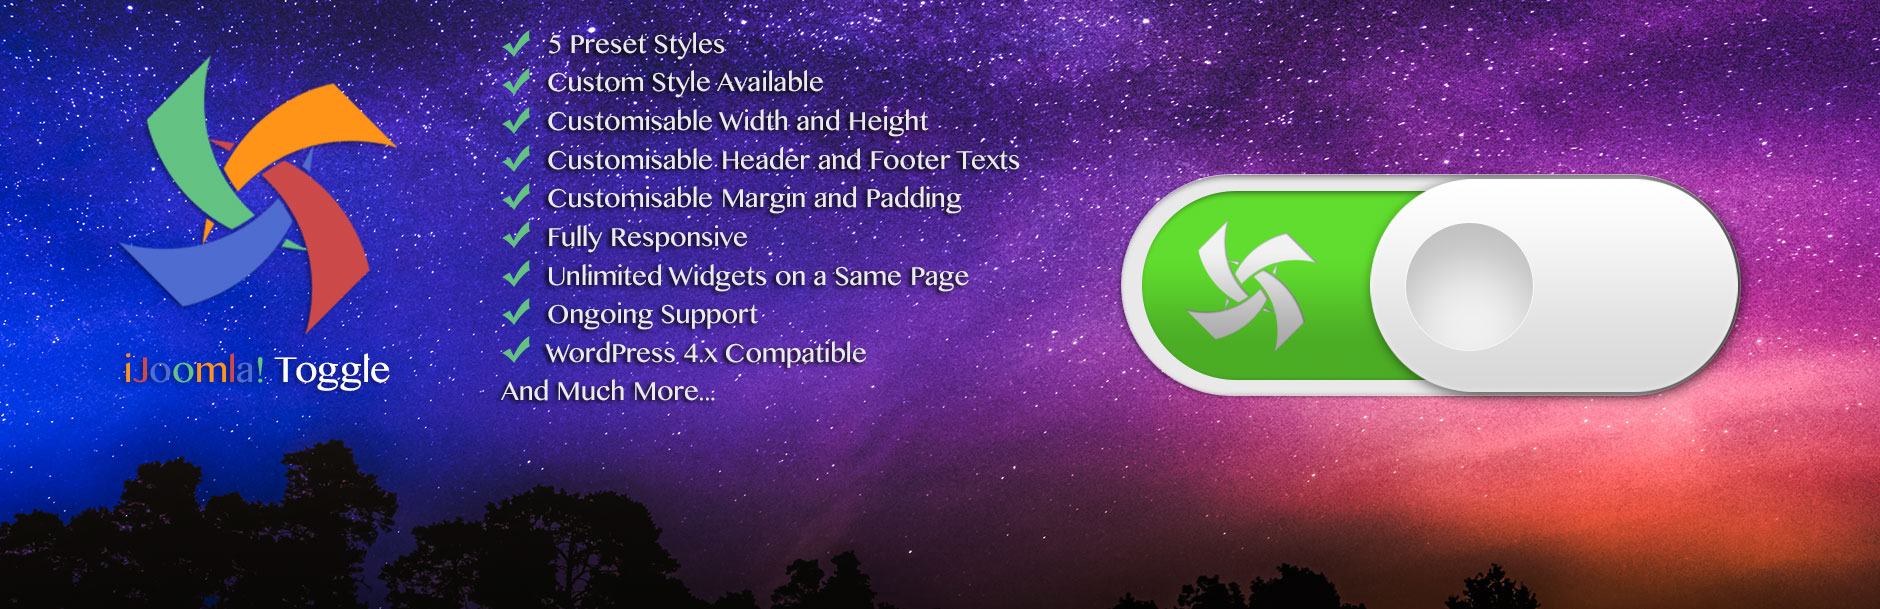 5 Preset Styles
Custom Style Available
Customisable Width and Height
Customisable Header and Footer Texts
Customisable Margin and Padding
Fully Responsive
Unlimited Widgets on a Same Page
Ongoing Support
WordPress 4.x Compatible
And Much More...
iJoomla! Toggle